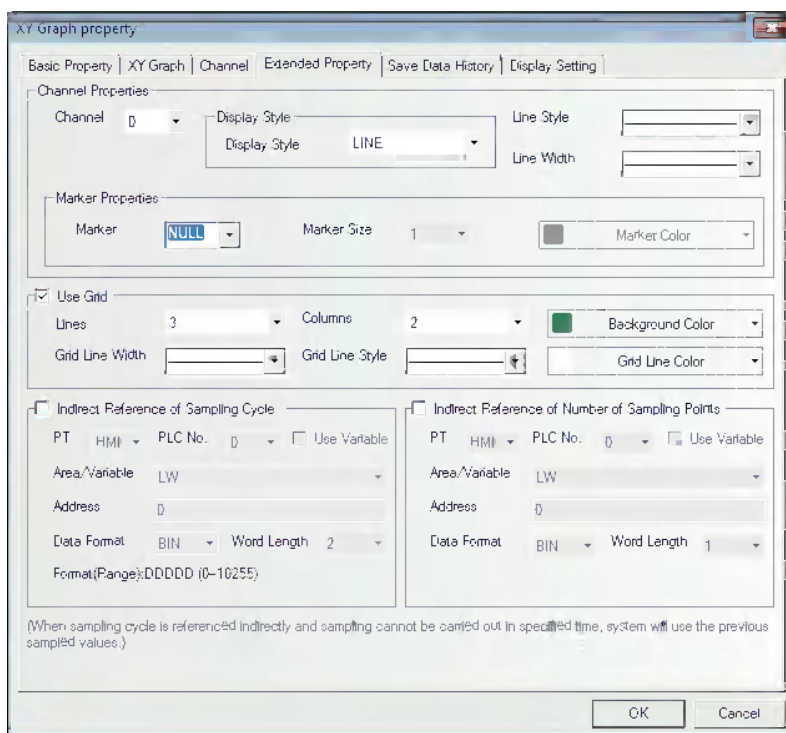 XY Graph property
Basic Property XY Graph Channel Extended Property Save Data History Display Setting
Channel Properties
Channel 0 Display Style Line Style
Display Style LINE
Line Width
Marker Properties
Marker NULL Marker Size 1 Marker Color
Use Grid
Lines 3 Columns 2 Background Color
Grid Line Width Grid Line Style Grid Line Color
Indirect Reference of Sampling Cycle Indirect Reference of Number of Sampling Points
PT HMI PLC No. 0 Use Variable PT HMI PLC No. 0 Use Variable
Area/Variable LW Area/Variable LW
Address 0 Address 0
Data Format BIN Word Length 2 Data Format BIN Word Length 1
Format(Range):DDDDD (0~10255)
(When sampling cycle is referenced indirectly and sampling cannot be carried out in specified time, system will use the previous
sampled values.)
OK Cancel